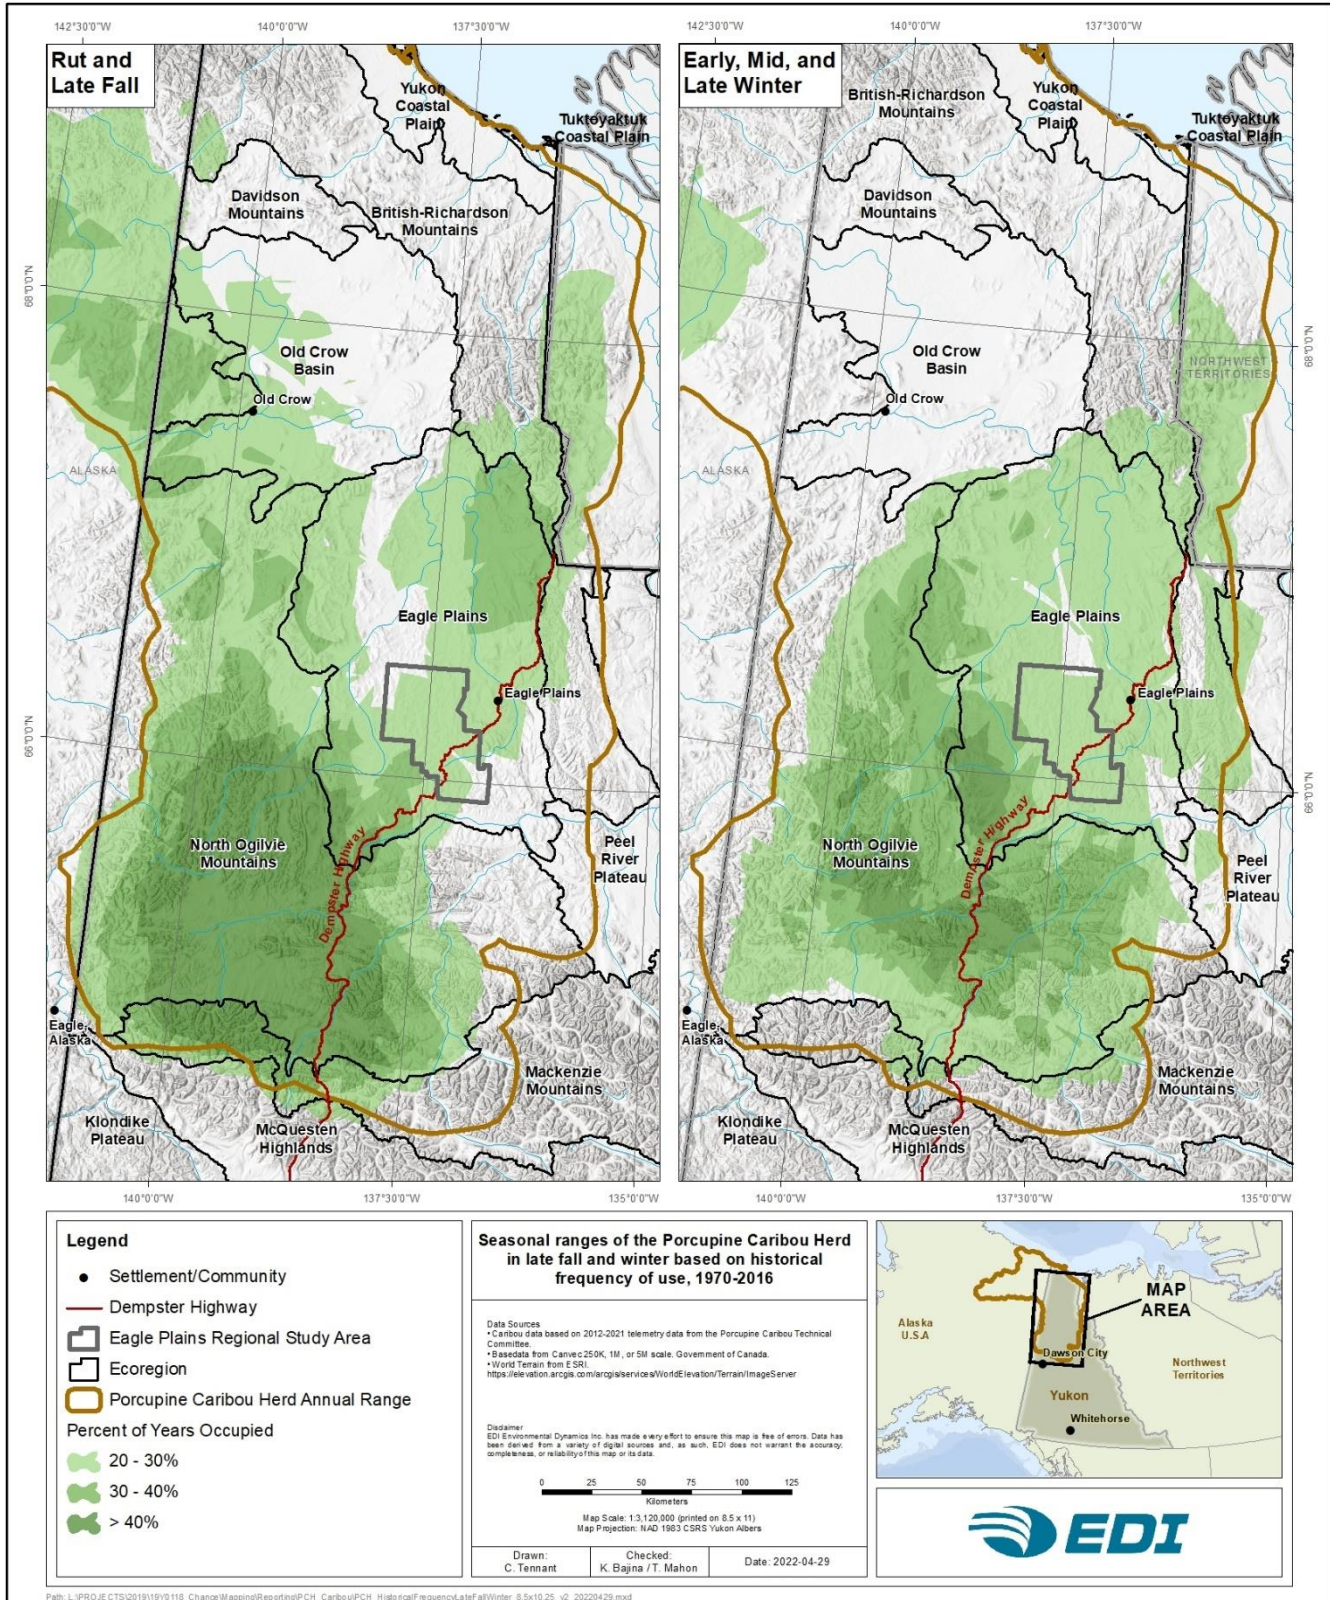 142°30'0"W
140°0'0"W
137°30'0"W
142°30'0"W
140°0'0"W
137°30'0"W
Rut and
Late Fall
Yukon
Coastal
Plain
Tuktoyaktuk
Coastal Plain
Davidson
Mountains
British-Richardson
Mountains
68°0'0"N
Old Crow
Basin
Old Crow
ALASKA
Eagle Plains
Eagle Plains
66°0'0"N
North Ogilvie
Mountains
Dempster Highway
Peel
River
Plateau
Eagle,
Alaska
Mackenzie
Mountains
Klondike
Plateau
McQuesten
Highlands
Early, Mid, and
Late Winter
British-Richardson
Mountains
Yukon
Coastal
Plain
Tuktoyaktuk
Coastal Plain
Davidson
Mountains
68°0'0"N
NORTHWEST
TERRITORIES
Old Crow
Basin
Old Crow
ALASKA
Eagle Plains
Eagle Plains
66°0'0"N
North Ogilvie
Mountains
Dempster Highway
Peel
River
Plateau
Eagle,
Alaska
Mackenzie
Mountains
Klondike
Plateau
McQuesten
Highlands
140°0'0"W
137°30'0"W
135°0'0"W
140°0'0"W
137°30'0"W
135°0'0"W
Legend
Settlement/Community
Dempster Highway
Eagle Plains Regional Study Area
Ecoregion
Porcupine Caribou Herd Annual Range
Percent of Years Occupied
20 - 30%
30 - 40%
> 40%
Seasonal ranges of the Porcupine Caribou Herd
in late fall and winter based on historical
frequency of use, 1970-2016
Data Sources
• Caribou data based on 2012-2021 telemetry data from the Porcupine Caribou Technical
Committee.
• Basedata from Canvec 250K, 1M, or 5M scale. Government of Canada.
• World Terrain from ESRI.
https://elevation.arcgis.com/arcgis/services/WorldElevation/Terrain/ImageServer
Disclaimer
EDI Environmental Dynamics Inc. has made every effort to ensure this map is free of errors. Data has
been derived from a variety of digital sources and, as such, EDI does not warrant the accuracy,
completeness, or reliability of this map or its data.
0 25 50 75 100 125
Kilometers
Map Scale: 1:3,120,000 (printed on 8.5 x 11)
Map Projection: NAD 1983 CSRS Yukon Albers
Drawn:
C. Tennant
Checked:
K. Bajina / T. Mahon
Date: 2022-04-29
Alaska
U.S.A
MAP
AREA
Dawson City
Northwest
Territories
Yukon
Whitehorse
EDI
Path: L:\PROJECTS\2019\19Y0118_ChangeMapping\Reporting\PCH_Caribou\PCH_HistoricalFrequencyLateFallWinter_8.5x10.25_v2_20220429.mxd